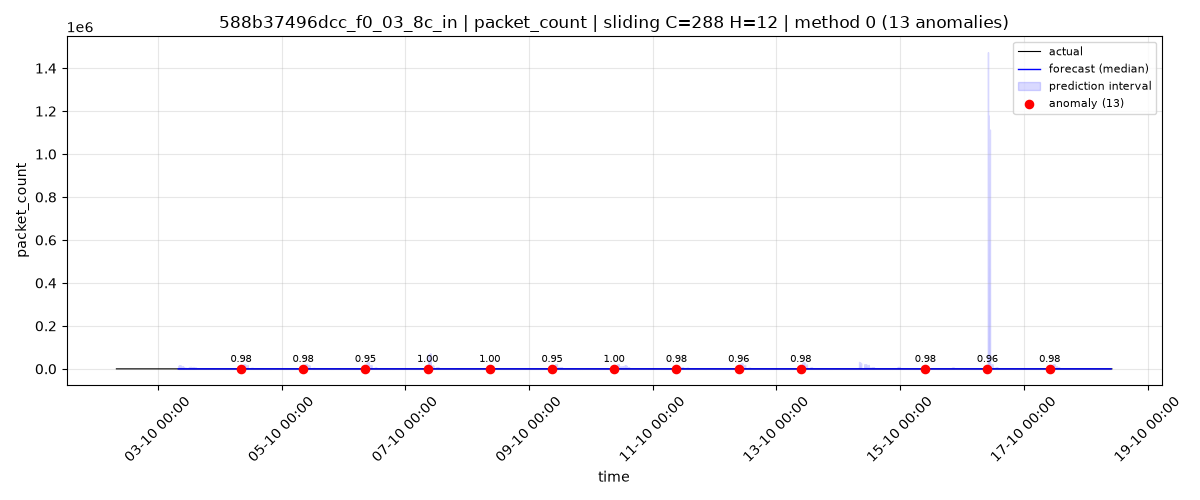 588b37496dcc_f0_03_8c_in | packet_count | sliding C=288 H=12 | method 0 (13 anomalies)
1e6
actual
forecast (median)
prediction interval
anomaly (13)
1.4
1.2
1.0
0.8
0.6
0.4
0.2
0.0
packet_count
0.98 0.98 0.95 1.00 1.00 0.95 1.00 0.98 0.96 0.98 0.98 0.96 0.98
03-10 00:00 05-10 00:00 07-10 00:00 09-10 00:00 11-10 00:00 13-10 00:00 15-10 00:00 17-10 00:00 19-10 00:00
time